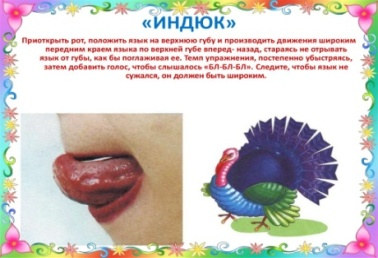 «ИНДЮК»
Приоткрыть рот, положить язык на верхнюю губу и производить движения широким
передним краем языка по верхней губе вперед- назад, стараясь не отрывать
язык от губы, как бы поглаживая ее. Темп упражнения, постепенно убыстряясь,
затем добавить голос, чтобы слышалось «БЛ-БЛ-БЛ». Следите, чтобы язык не
сужался, он должен быть широким.